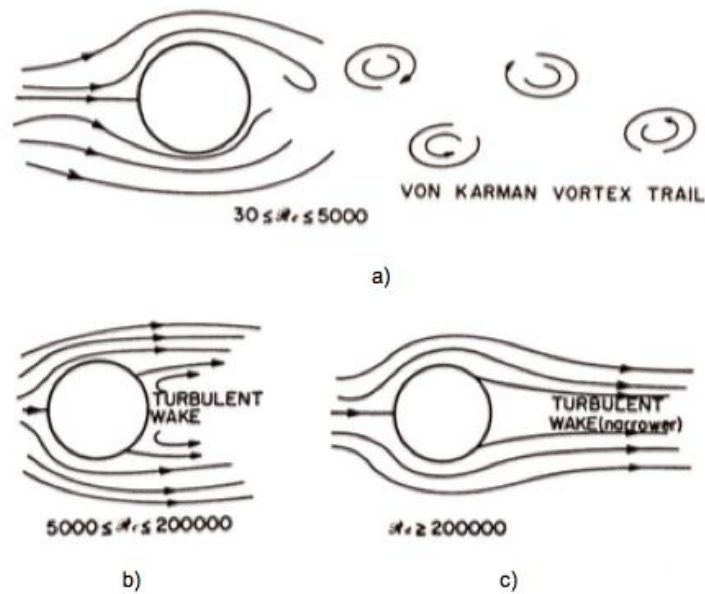 VON KARMAN VORTEX TRAIL
30 ≤ ℛe ≤ 5000
a)
TURBULENT
WAKE
5000 ≤ ℛe ≤ 200000
b)
TURBULENT
WAKE(narrower)
ℛe ≥ 200000
c)